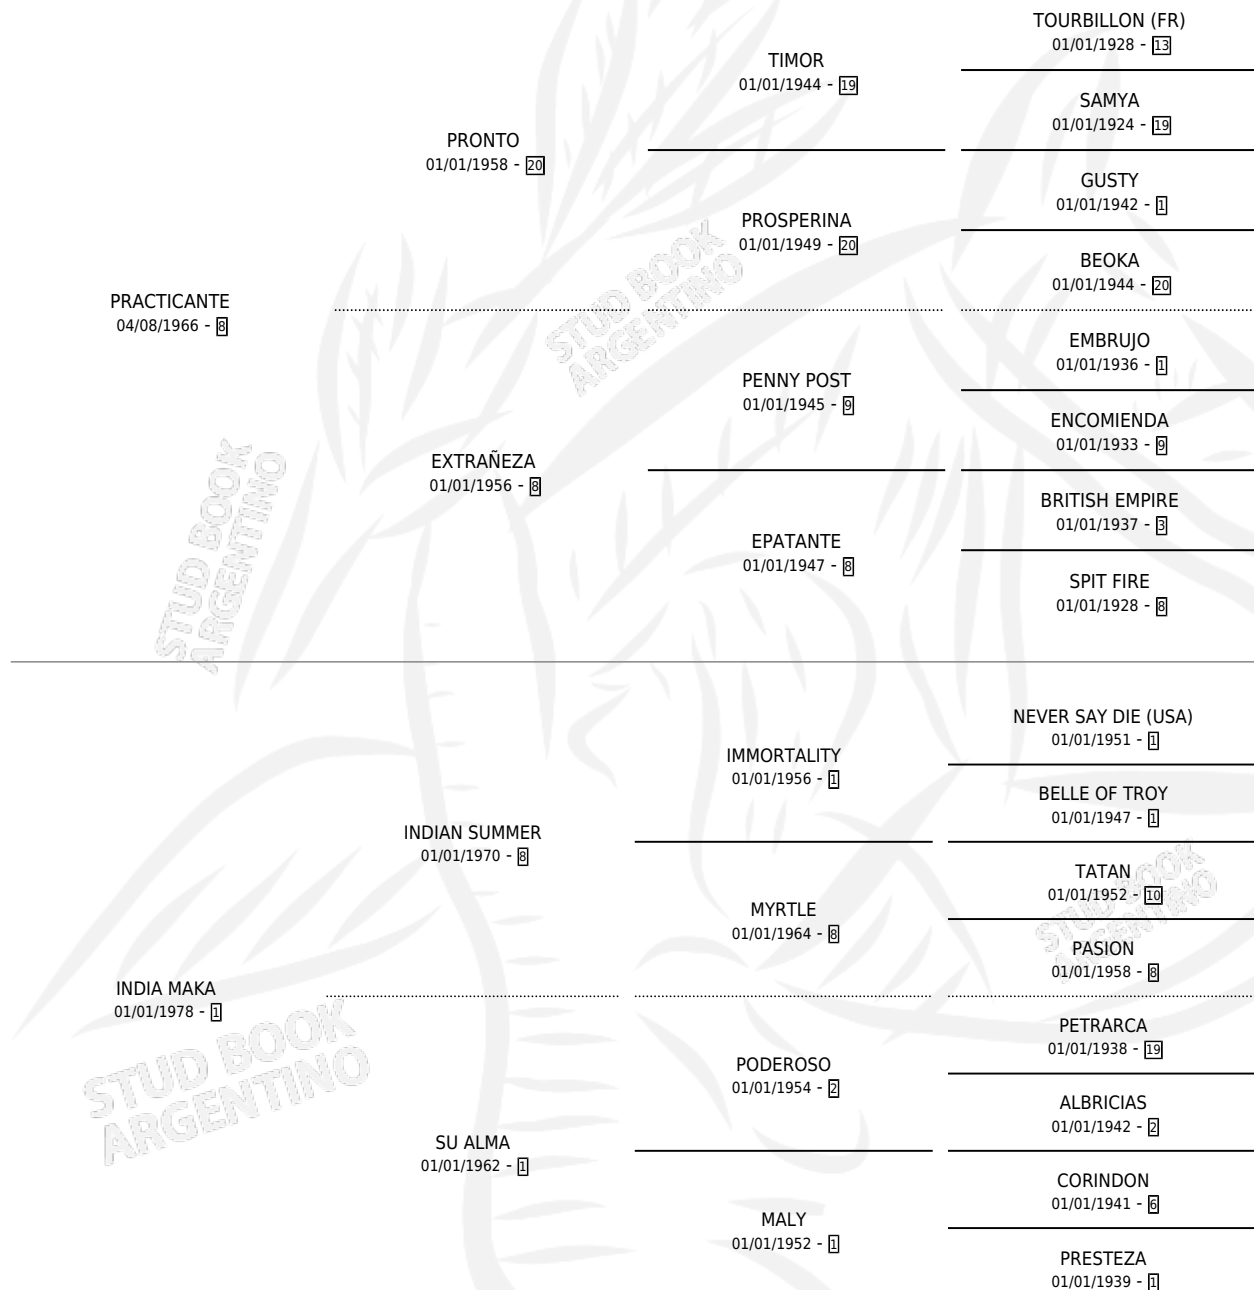 TOURBILLON (FR)
01/01/1928 - 13
TIMOR
01/01/1944 - 19
SAMYA
01/01/1924 - 19
PRONTO
01/01/1958 - 20
GUSTY
01/01/1942 - 1
PROSPERINA
01/01/1949 - 20
BEOKA
01/01/1944 - 20
PRACTICANTE
04/08/1966 - 8
EMBRUJO
01/01/1936 - 1
PENNY POST
01/01/1945 - 9
ENCOMIENDA
01/01/1933 - 9
EXTRAÑEZA
01/01/1956 - 8
BRITISH EMPIRE
01/01/1937 - 3
EPATANTE
01/01/1947 - 8
SPIT FIRE
01/01/1928 - 8
NEVER SAY DIE (USA)
01/01/1951 - 1
IMMORTALITY
01/01/1956 - 1
BELLE OF TROY
01/01/1947 - 1
INDIAN SUMMER
01/01/1970 - 8
TATAN
01/01/1952 - 10
MYRTLE
01/01/1964 - 8
PASION
01/01/1958 - 8
INDIA MAKA
01/01/1978 - 1
PETRARCA
01/01/1938 - 19
PODEROSO
01/01/1954 - 2
ALBRICIAS
01/01/1942 - 2
SU ALMA
01/01/1962 - 1
CORINDON
01/01/1941 - 6
MALY
01/01/1952 - 1
PRESTEZA
01/01/1939 - 1
STUD BOOK
ARGENTINO
STUD BOOK
ARGENTINO
STUD BOOK
ARGENTINO
STUD BOOK
ARGENTINO